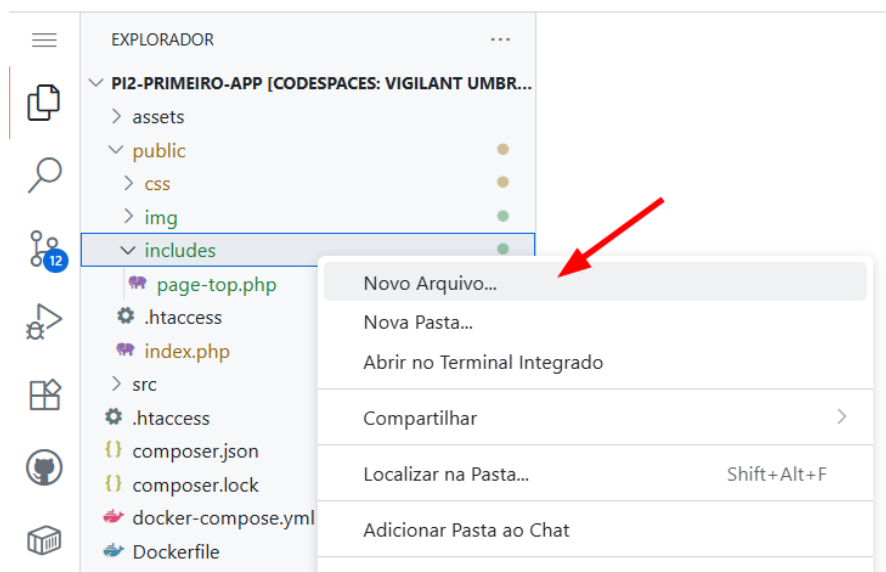 EXPLORADOR ...
PI2-PRIMEIRO-APP [CODESPACES: VIGILANT UMBR...
assets
public
css
img
includes
12
page-top.php
.htaccess
index.php
src
.htaccess
{} composer.json
{} composer.lock
docker-compose.yml
Dockerfile
Novo Arquivo...
Nova Pasta...
Abrir no Terminal Integrado
Compartilhar
Localizar na Pasta... Shift+Alt+F
Adicionar Pasta ao Chat